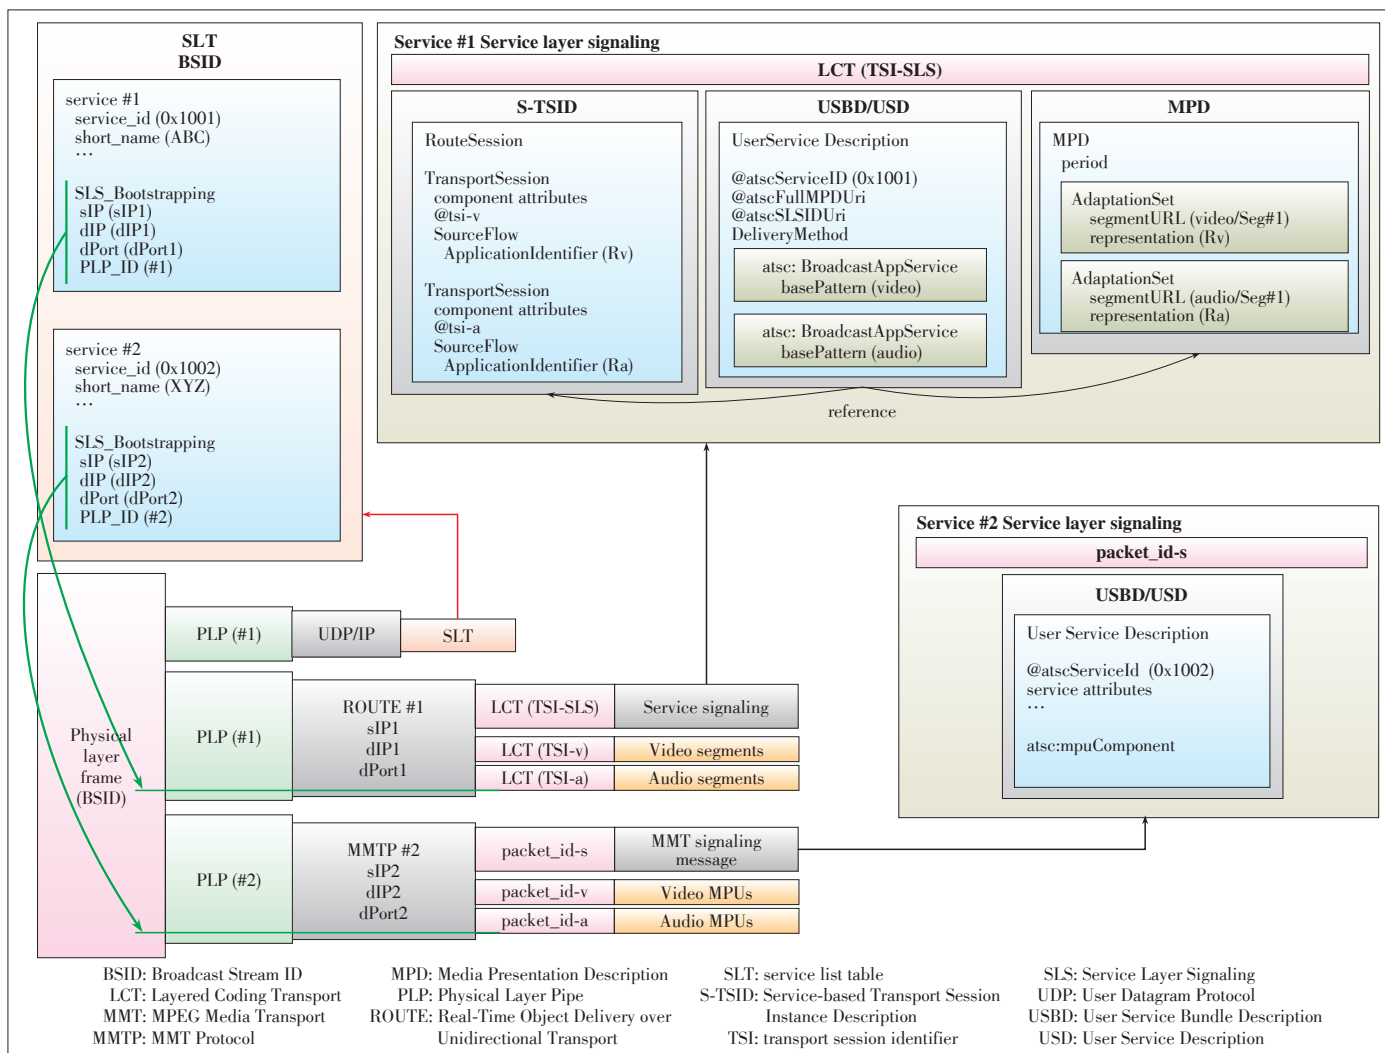 SLT
BSID
service #1
service_id (0x1001)
short_name (ABC)
...
SLS_Bootstrapping
sIP (sIP1)
dIP (dIP1)
dPort (dPort1)
PLP_ID (#1)
service #2
service_id (0x1002)
short_name (XYZ)
...
SLS_Bootstrapping
sIP (sIP2)
dIP (dIP2)
dPort (dPort2)
PLP_ID (#2)
Service #1 Service layer signaling
LCT (TSI-SLS)
S-TSID
RouteSession
TransportSession
component attributes
@tsi-v
SourceFlow
ApplicationIdentifier (Rv)
TransportSession
component attributes
@tsi-a
SourceFlow
ApplicationIdentifier (Ra)
USBD/USD
UserService Description
@atscServiceID (0x1001)
@atscFullMPDUri
@atscSLSIDUri
DeliveryMethod
atsc: BroadcastAppService
basePattern (video)
atsc: BroadcastAppService
basePattern (audio)
MPD
MPD
period
AdaptationSet
segmentURL (video/Seg#1)
representation (Rv)
AdaptationSet
segmentURL (audio/Seg#1)
representation (Ra)
reference
Service #2 Service layer signaling
packet_id-s
USBD/USD
User Service Description
@atscServiceId (0x1002)
service attributes
...
atsc:mpuComponent
Physical
layer
frame
(BSID)
PLP (#1)
UDP/IP
SLT
PLP (#1)
ROUTE #1
sIP1
dIP1
dPort1
LCT (TSI-SLS)
Service signaling
LCT (TSI-v)
Video segments
LCT (TSI-a)
Audio segments
PLP (#2)
MMTP #2
sIP2
dIP2
dPort2
packet_id-s
MMT signaling
message
packet_id-v
Video MPUs
packet_id-a
Audio MPUs
BSID: Broadcast Stream ID
LCT: Layered Coding Transport
MMT: MPEG Media Transport
MMTP: MMT Protocol
MPD: Media Presentation Description
PLP: Physical Layer Pipe
ROUTE: Real-Time Object Delivery over
Unidirectional Transport
SLT: service list table
S-TSID: Service-based Transport Session
Instance Description
TSI: transport session identifier
SLS: Service Layer Signaling
UDP: User Datagram Protocol
USBD: User Service Bundle Description
USD: User Service Description